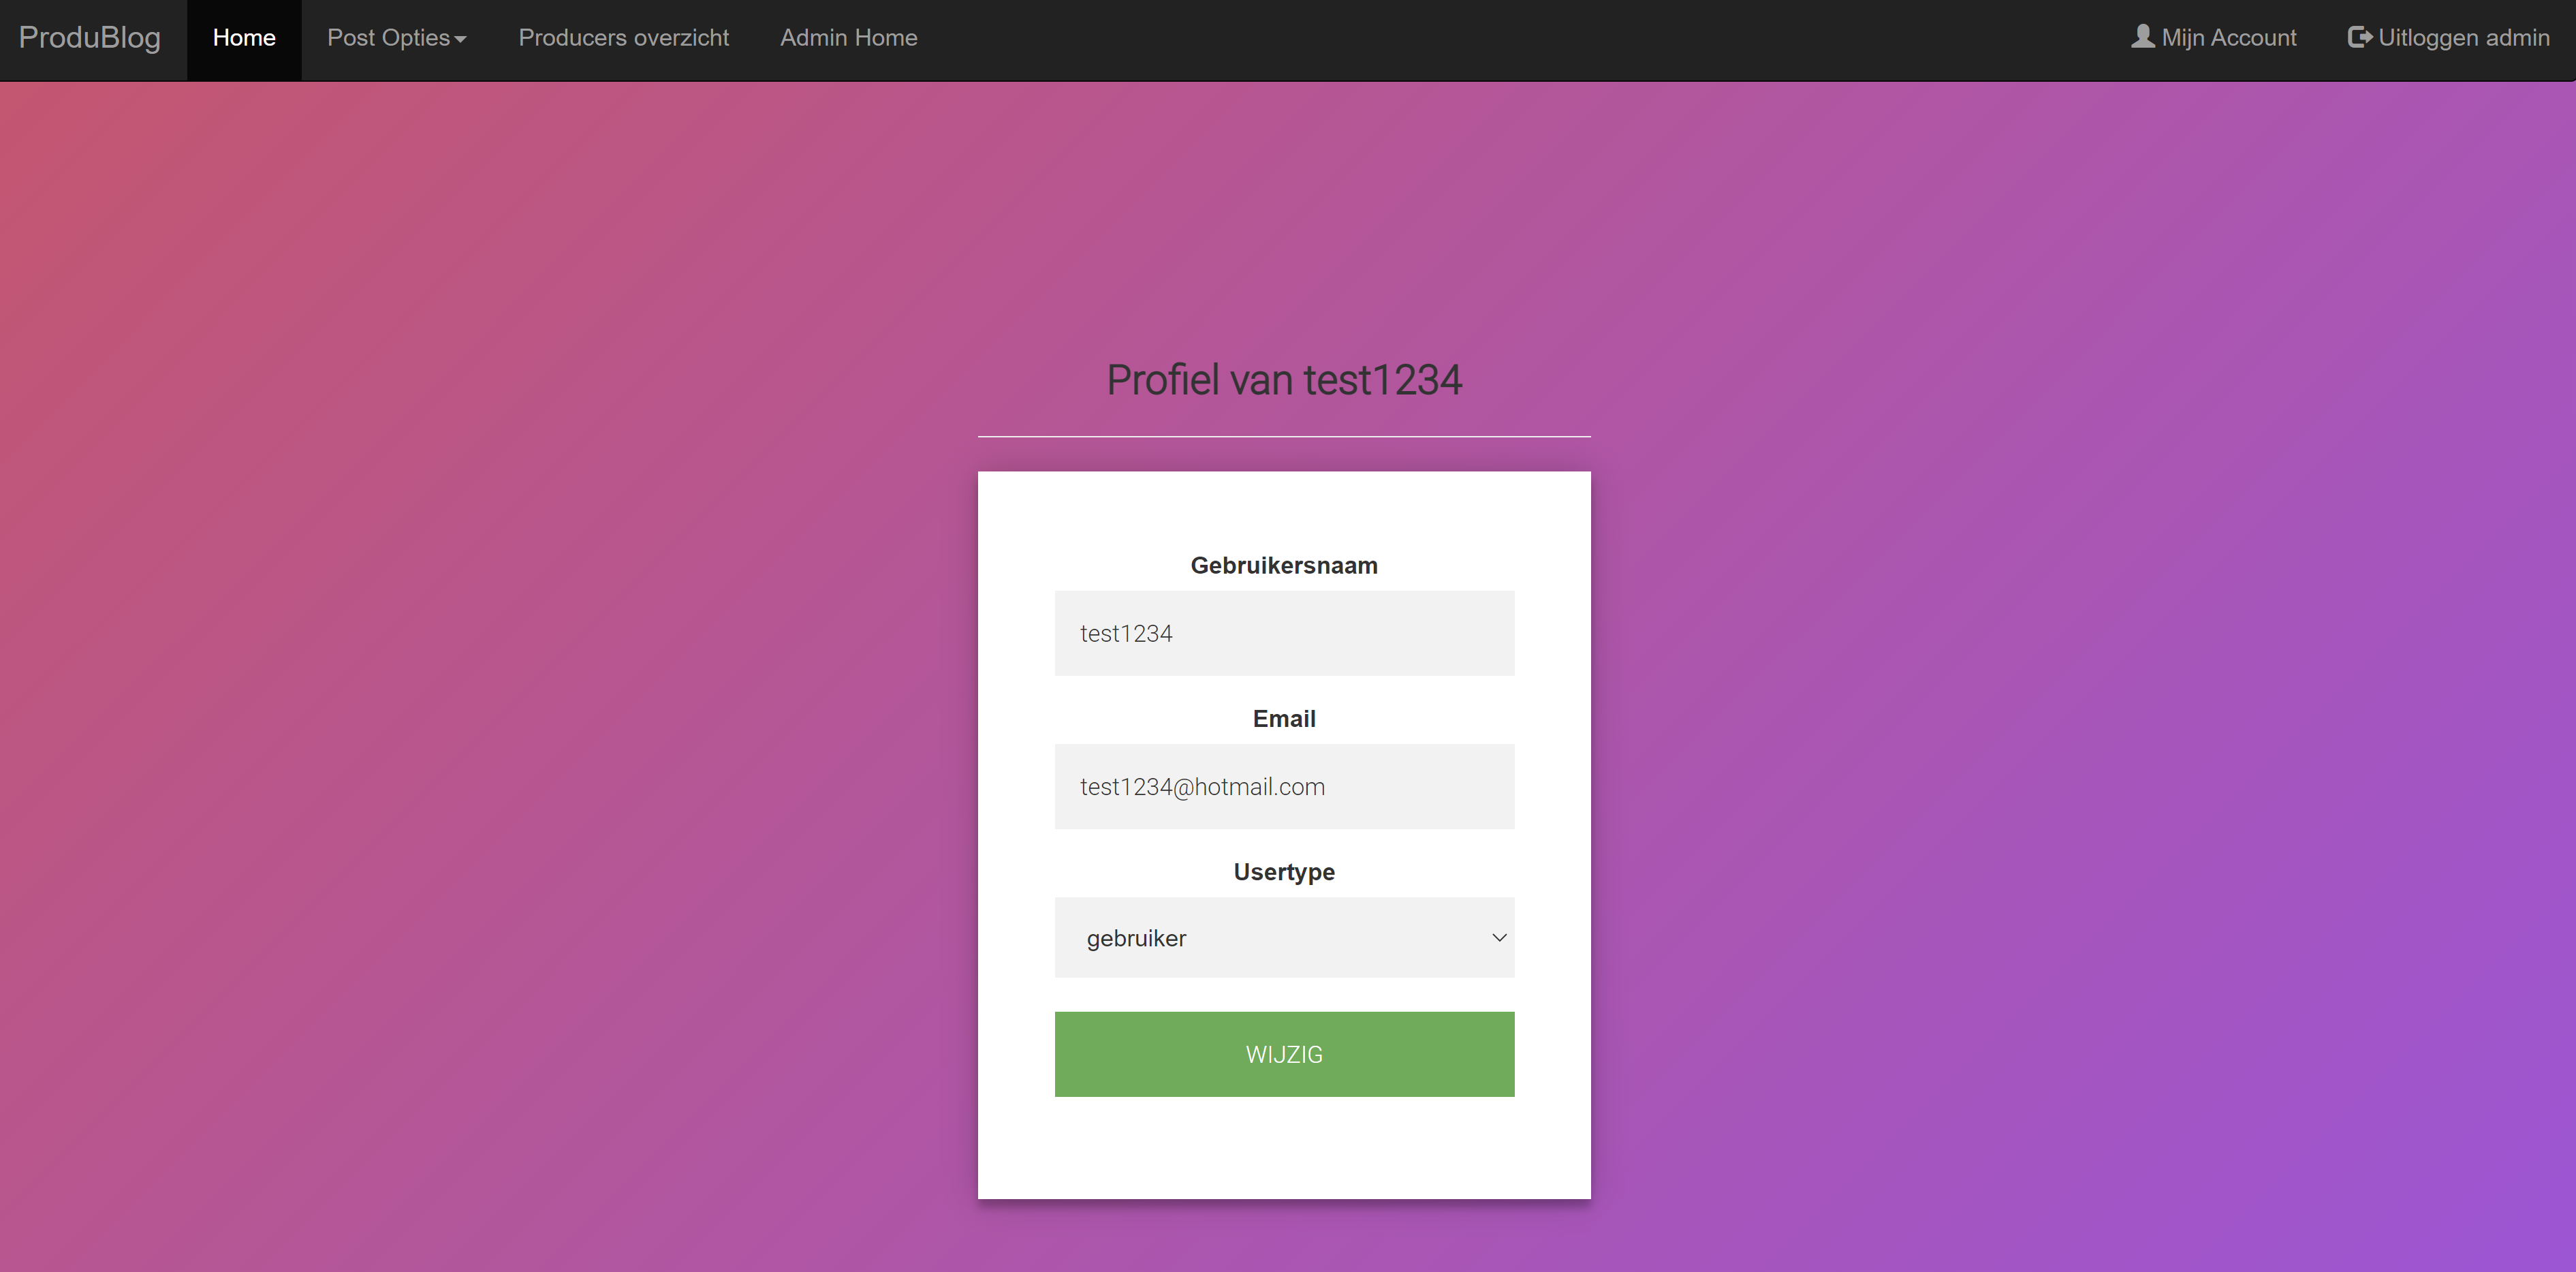 ProduBlog Home Post Opties Producers overzicht Admin Home Mijn Account Uitloggen admin
Profiel van test1234
Gebruikersnaam
test1234
Email
test1234@hotmail.com
Usertype
gebruiker
WIJZIG